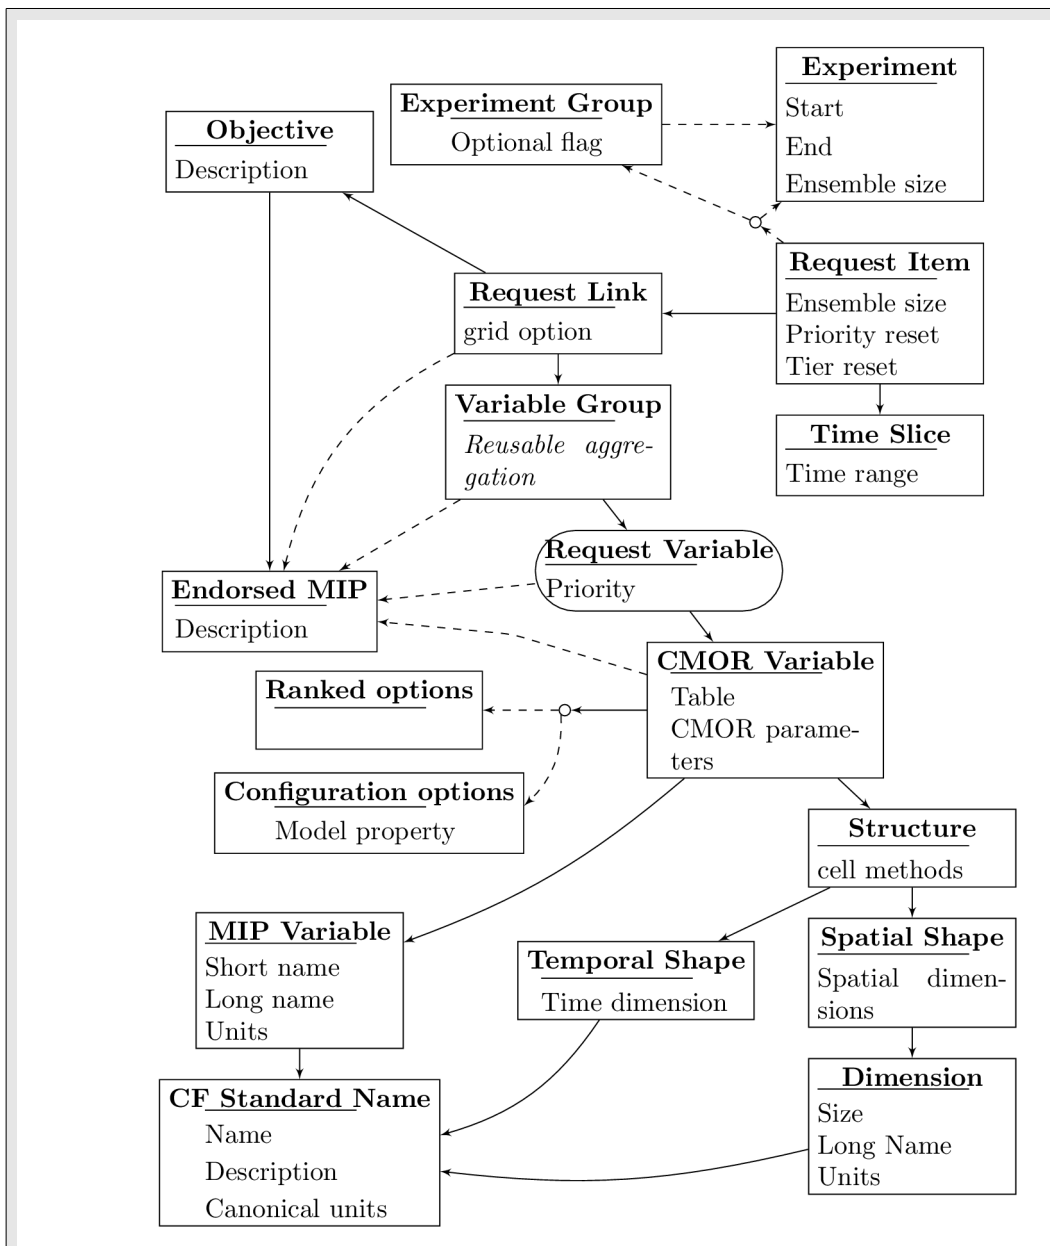 Experiment
Start
End
Ensemble size
Experiment Group
Optional flag
Objective
Description
Request Item
Ensemble size
Priority reset
Tier reset
Request Link
grid option
Variable Group
Reusable aggre-
gation
Time Slice
Time range
Request Variable
Priority
Endorsed MIP
Description
CMOR Variable
Table
CMOR parame-
ters
Ranked options
Configuration options
Model property
Structure
cell methods
MIP Variable
Short name
Long name
Units
Temporal Shape
Time dimension
Spatial Shape
Spatial dimen-
sions
CF Standard Name
Name
Description
Canonical units
Dimension
Size
Long Name
Units